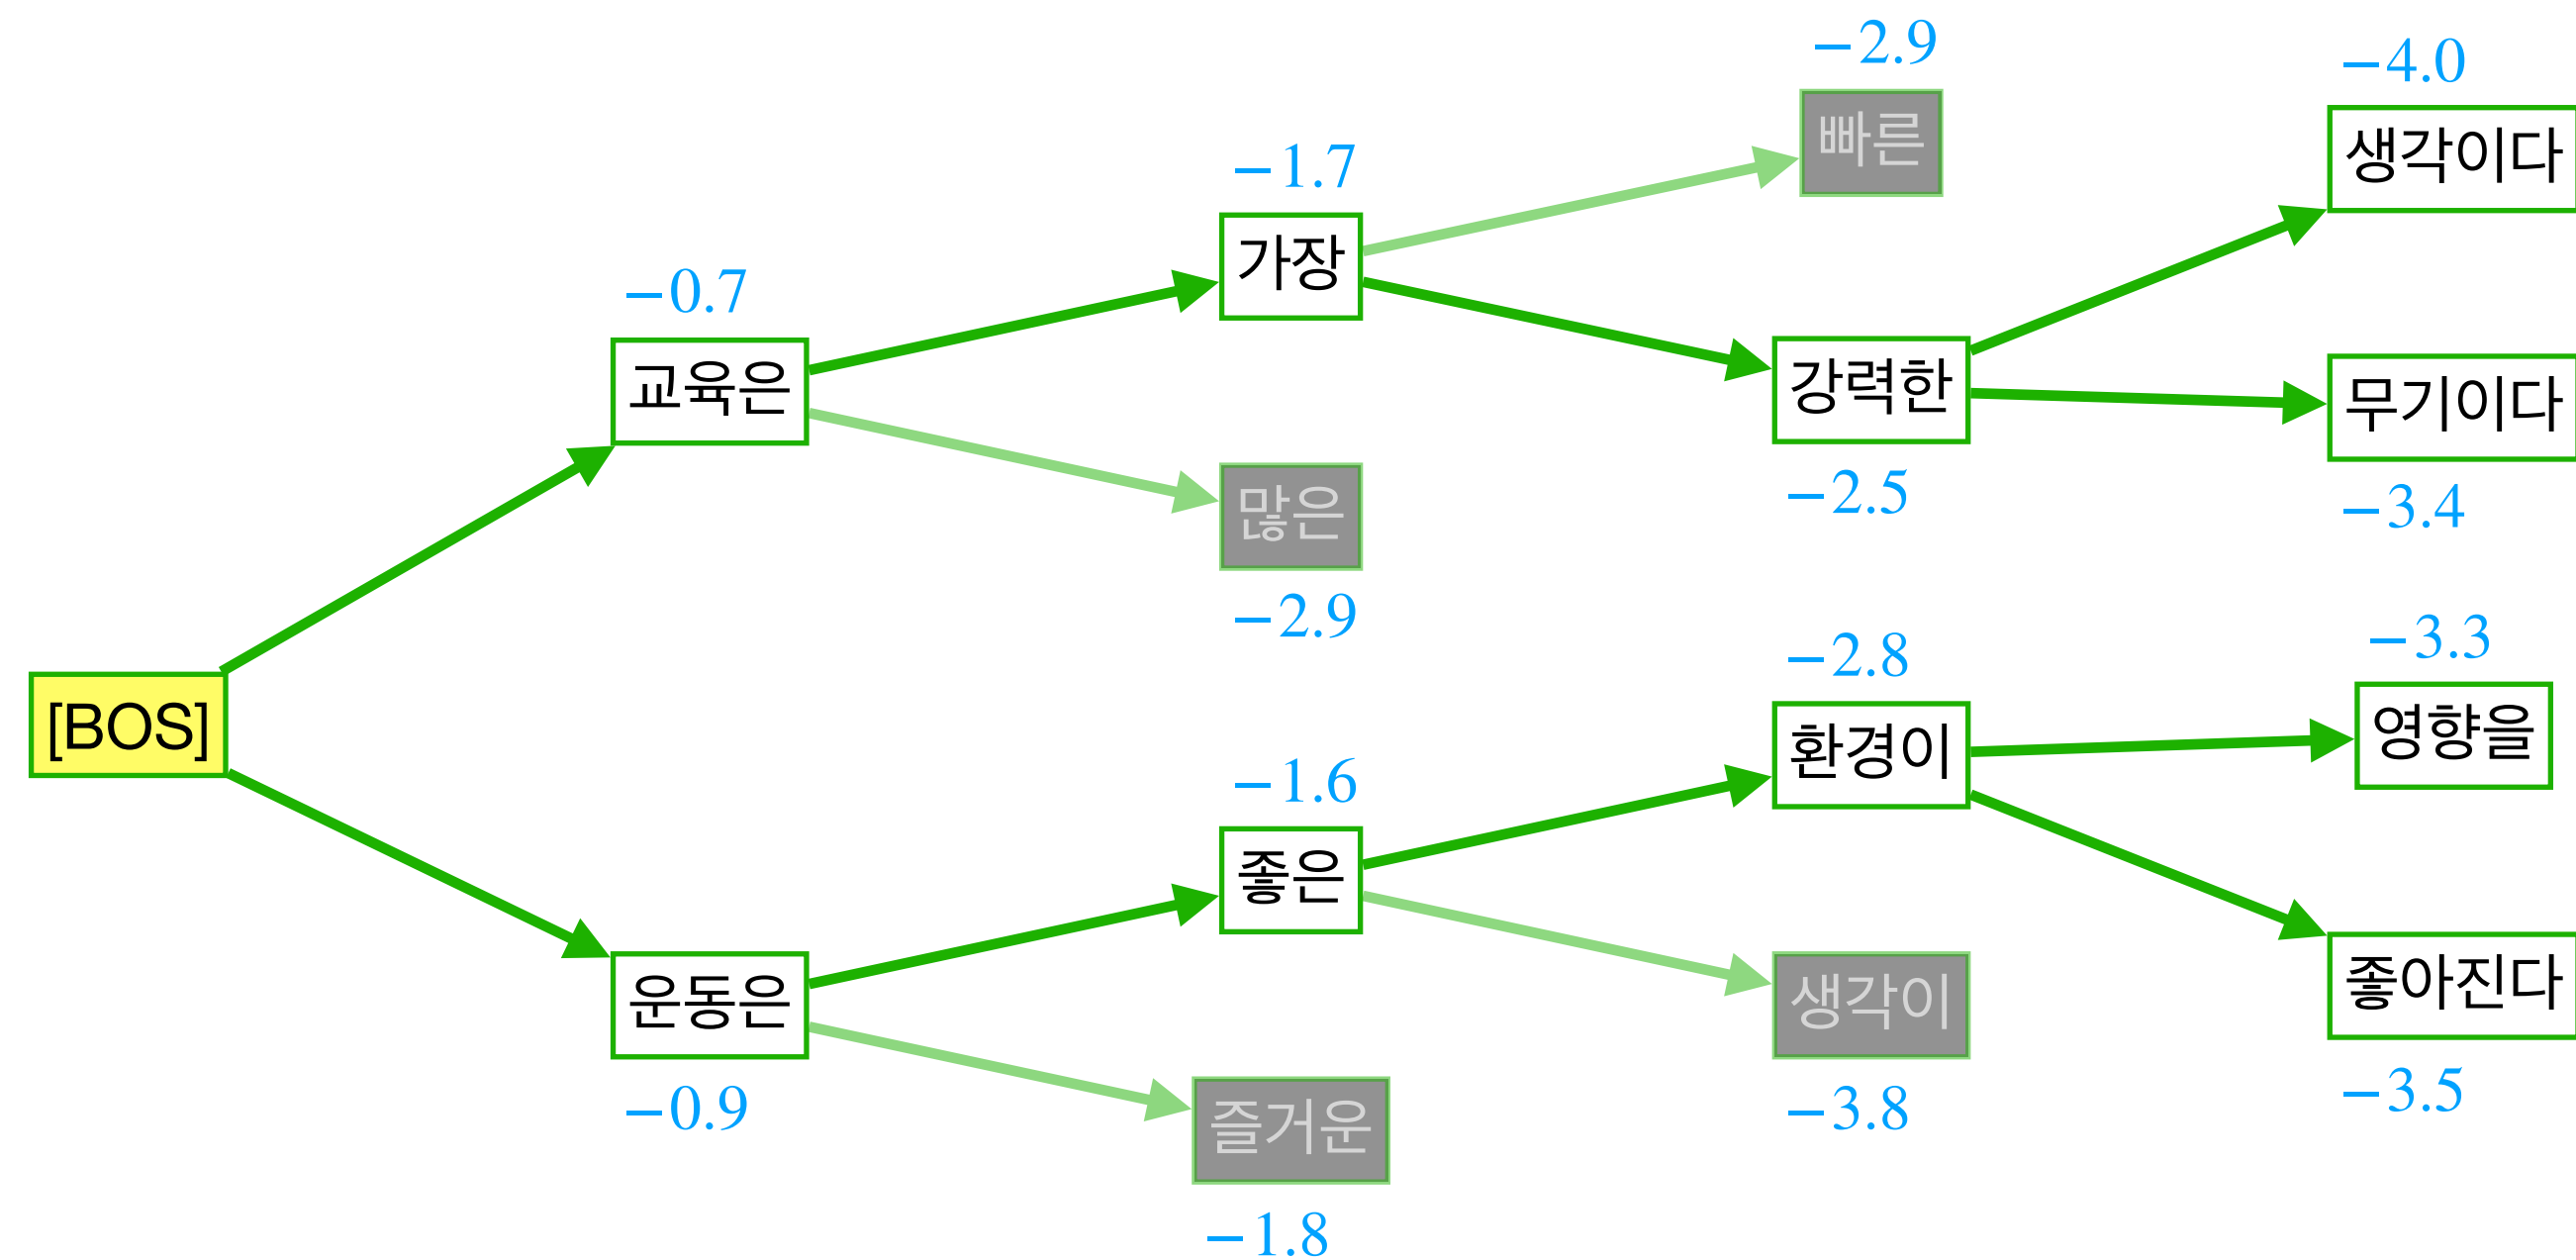 −2.9
빠른
−4.0
생각이다
−1.7
가장
−0.7
교육은
강력한
−2.5
무기이다
−3.4
많은
−2.9
[BOS]
−2.8
환경이
−3.3
영향을
−1.6
좋은
운동은
−0.9
생각이
−3.8
좋아진다
−3.5
즐거운
−1.8